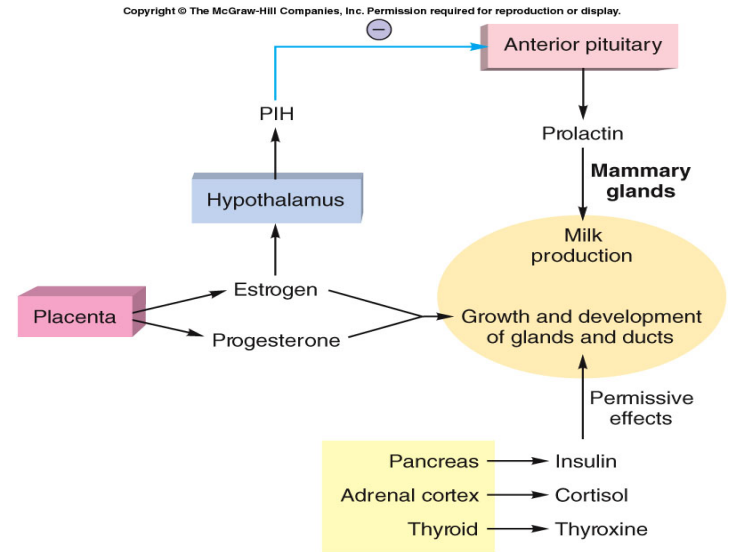 Copyright © The McGraw-Hill Companies, Inc. Permission required for reproduction or display.
−
Anterior pituitary
PIH
Prolactin
Mammary
glands
Hypothalamus
Milk
production
Estrogen
Placenta
Progesterone
Growth and development
of glands and ducts
Permissive
effects
Pancreas
Insulin
Adrenal cortex
Cortisol
Thyroid
Thyroxine